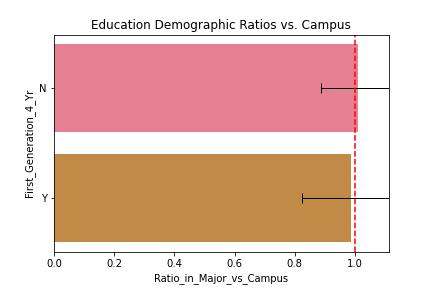 Education Demographic Ratios vs. Campus
First_Generation_4_Yr
N
Y
0.0 0.2 0.4 0.6 0.8 1.0
Ratio_in_Major_vs_Campus